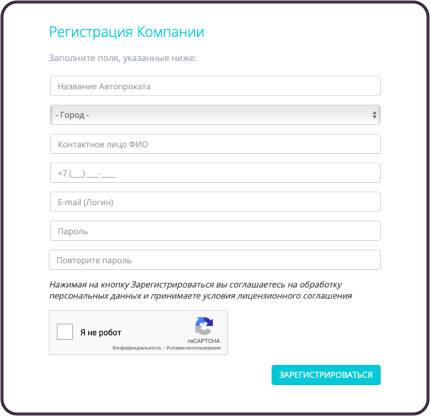 Регистрация Компании
Заполните поля, указанные ниже:
Название Автопроката
- Город -
Контактное лицо ФИО
+7 (___) ___-____
E-mail (Логин)
Пароль
Повторите пароль
Нажимая на кнопку Зарегистрироваться вы соглашаетесь на обработку
персональных данных и принимаете условия лицензионного соглашения
Я не робот
reCAPTCHA
Конфиденциальность - Условия использования
ЗАРЕГИСТРИРОВАТЬСЯ